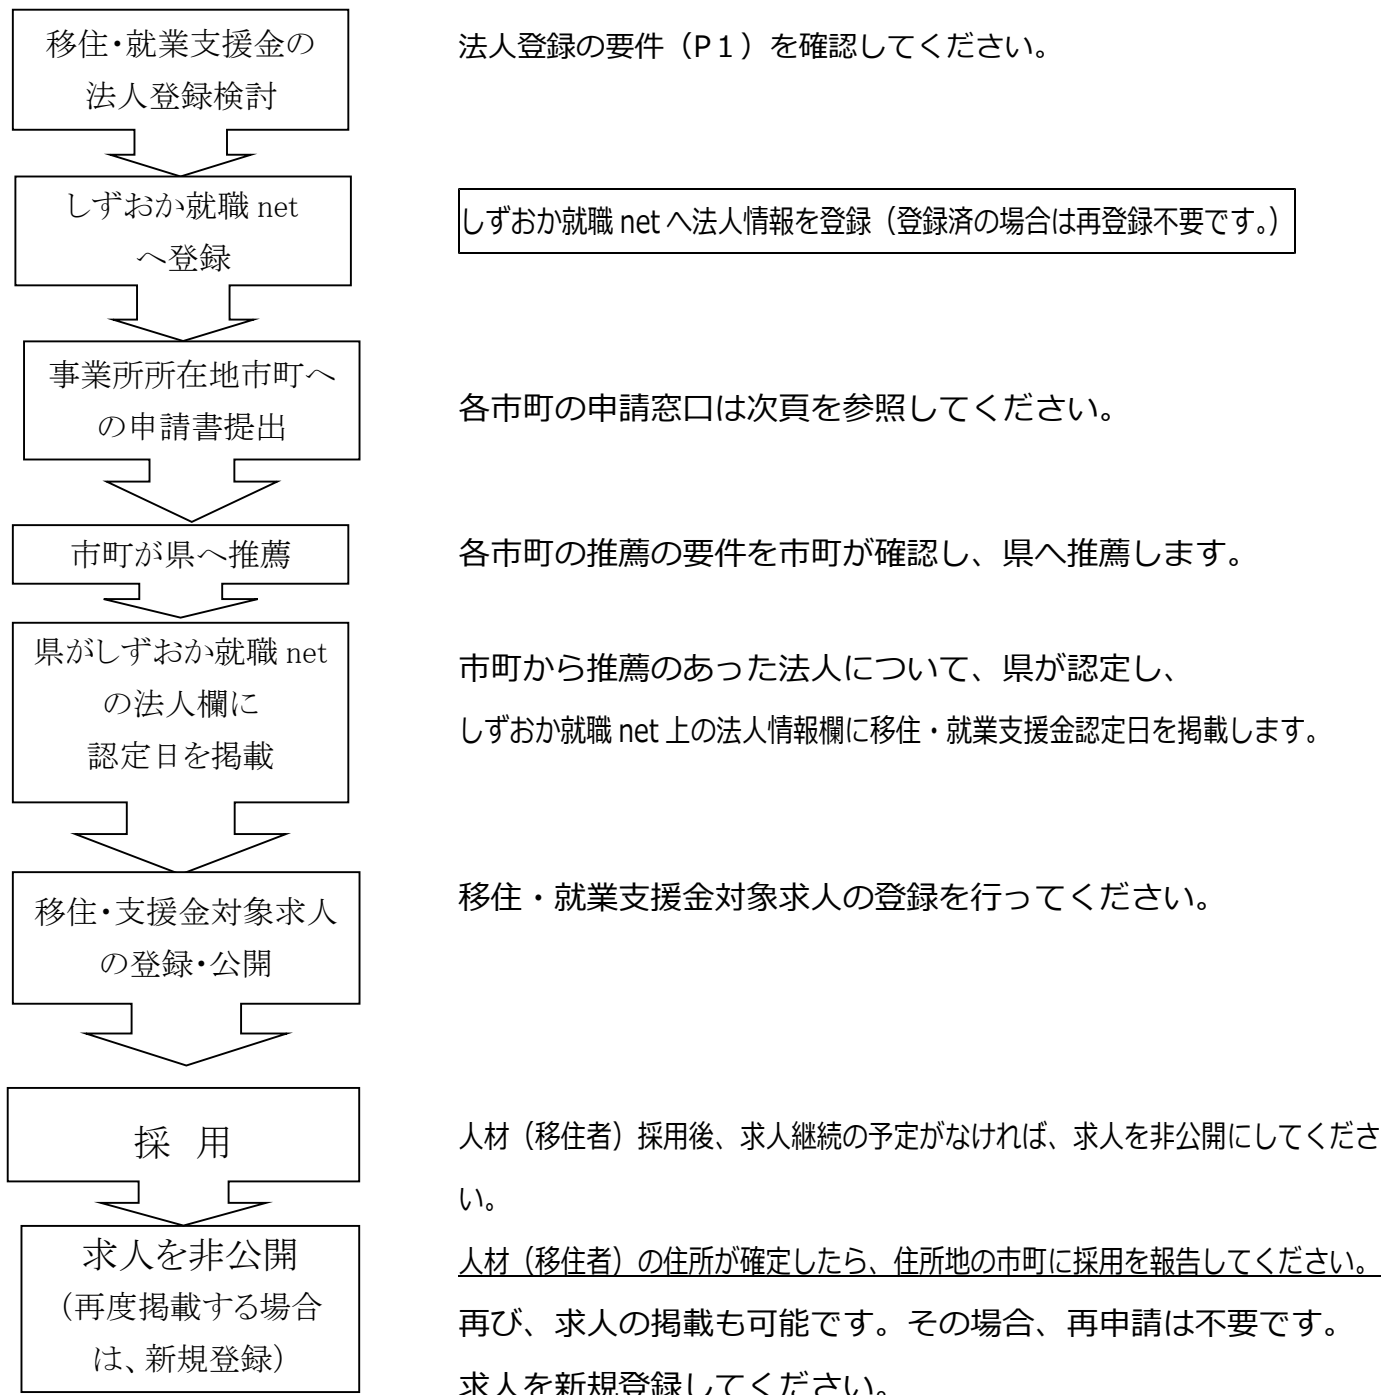 移住・就業支援金の
法人登録検討
法人登録の要件（P１）を確認してください。
しずおか就職 net
へ登録
しずおか就職 net へ法人情報を登録（登録済の場合は再登録不要です。）
事業所所在地市町へ
の申請書提出
各市町の申請窓口は次頁を参照してください。
市町が県へ推薦
各市町の推薦の要件を市町が確認し、県へ推薦します。
県がしずおか就職 net
の法人欄に
認定日を掲載
市町から推薦のあった法人について、県が認定し、
しずおか就職 net 上の法人情報欄に移住・就業支援金認定日を掲載します。
移住・支援金対象求人
の登録・公開
移住・就業支援金対象求人の登録を行ってください。
採 用
人材（移住者）採用後、求人継続の予定がなければ、求人を非公開にしてくださ
い。
求人を非公開
（再度掲載する場合
は、新規登録）
人材（移住者）の住所が確定したら、住所地の市町に採用を報告してください。
再び、求人の掲載も可能です。その場合、再申請は不要です。
求人を新規登録してください。